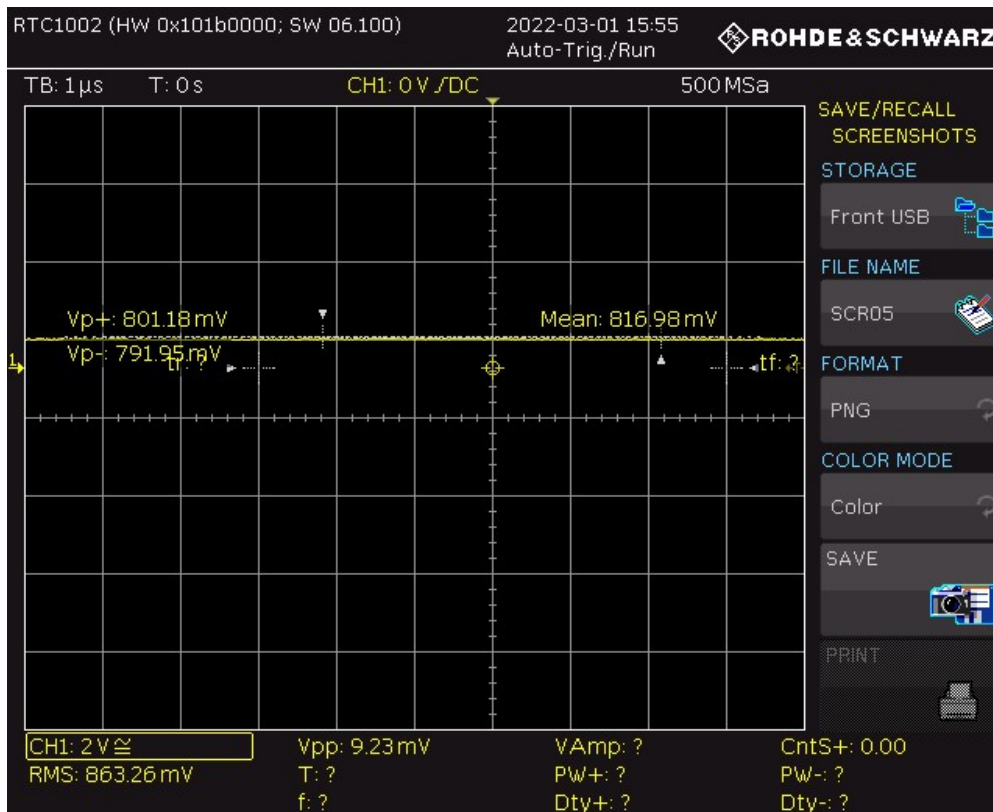 RTC1002 (HW 0x101b0000; SW 06.100)
2022-03-01 15:55
Auto-Trig./Run
ROHDE&SCHWARZ
TB: 1µs T: 0s CH1: 0V /DC 500MSa
SAVE/RECALL
SCREENSHOTS
STORAGE
Front USB
FILE NAME
SCR05
FORMAT
PNG
COLOR MODE
Color
SAVE
PRINT
Vp+: 801.18mV
Mean: 816.98mV
Vp-: 791.95mV
1
tf: ?
CH1: 2V≅ Vpp: 9.23mV VAmp: ? CntS+: 0.00
RMS: 863.26mV T: ? PW+: ? PW-: ?
f: ? Dty+: ? Dty-: ?